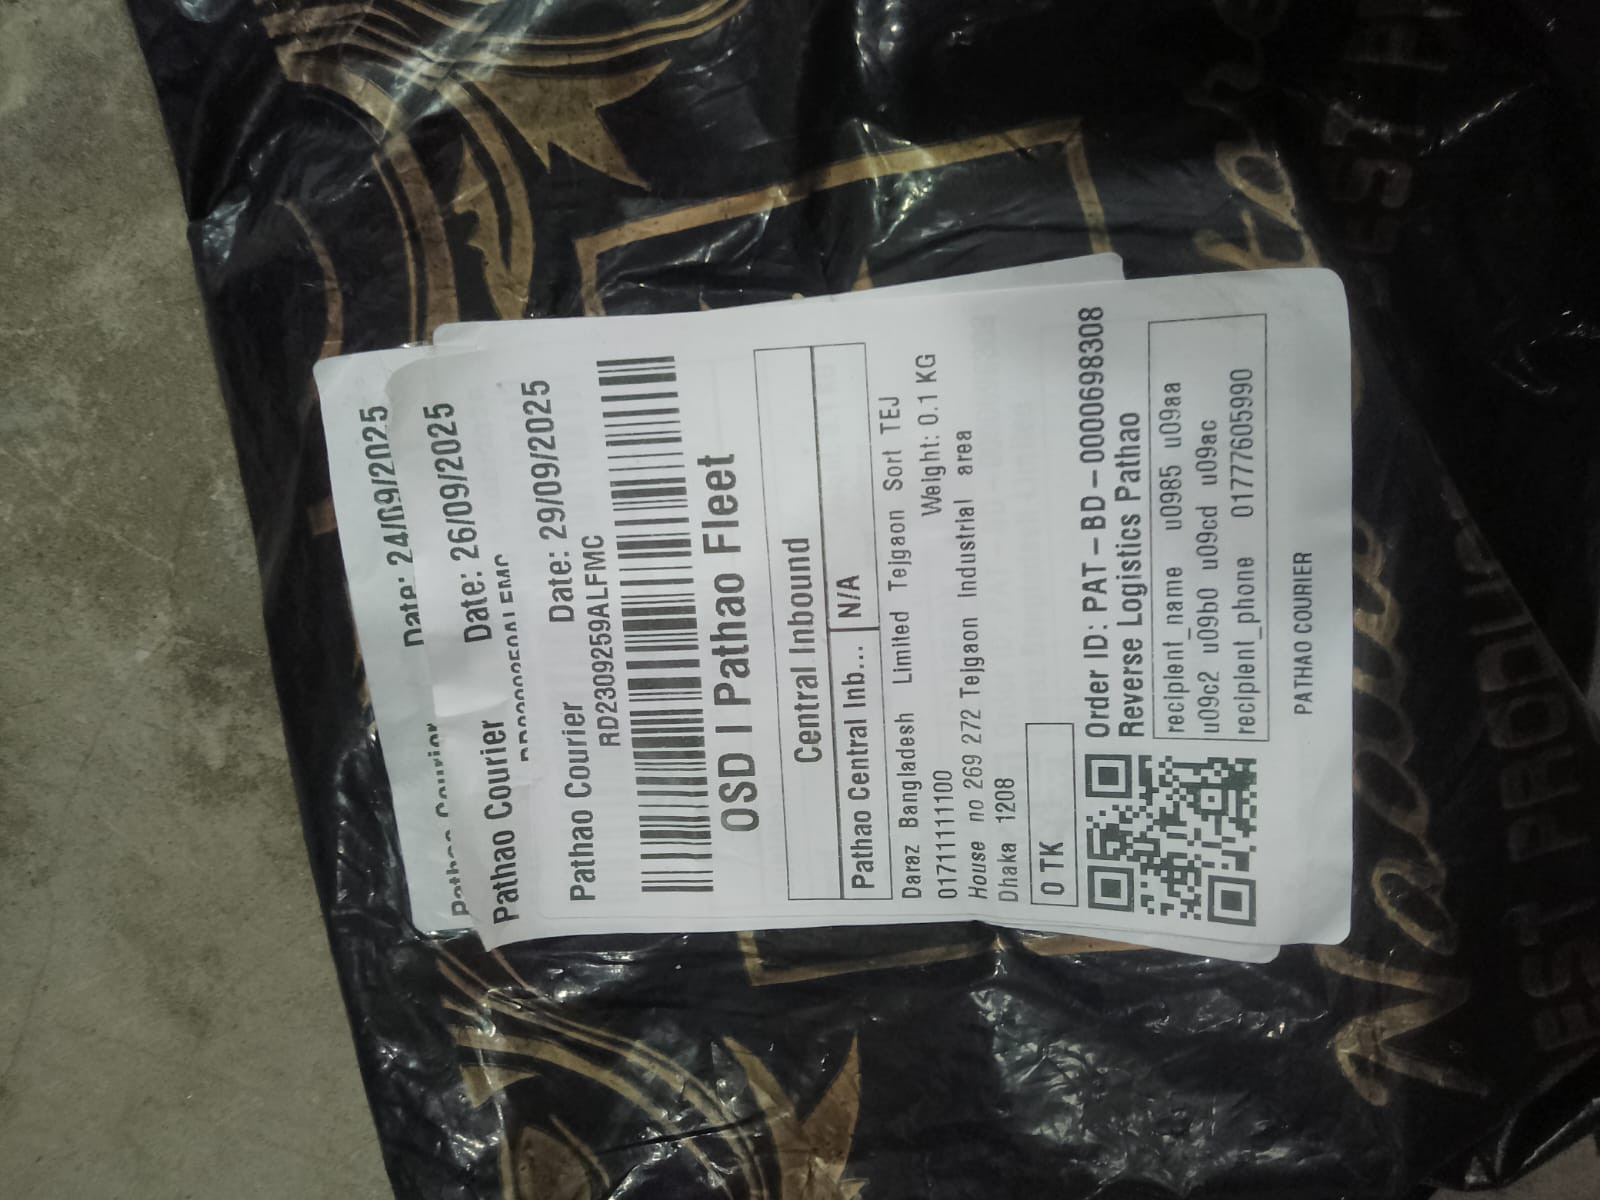 Date: 24/09/2025
Pathao Courier
Date: 26/09/2025
Pathao Courier
Date: 29/09/2025
RD2309259ALFMC
OSD | Pathao Fleet
Central Inbound
Pathao Central Inb... N/A
Daraz Bangladesh Limited Tejgaon Sort TEJ
01711111100 Weight: 0.1 KG
House no 269 272 Tejgaon Industrial area
Dhaka 1208
0 TK
Order ID: PAT-BD-00006698308
Reverse Logistics Pathao
recipient_name u0985 u09aa
u09c2 u09b0 u09cd u09ac
recipient_phone 01777605990
PATHAO COURIER